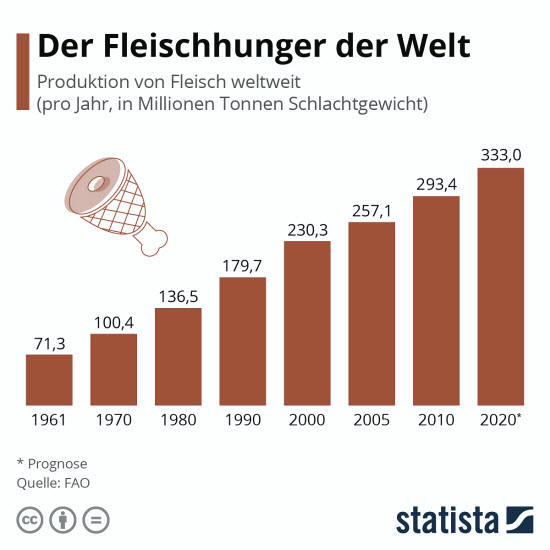 Der Fleischhunger der Welt
Produktion von Fleisch weltweit
(pro Jahr, in Millionen Tonnen Schlachtgewicht)
71,3
100,4
136,5
179,7
230,3
257,1
293,4
333,0
1961 1970 1980 1990 2000 2005 2010 2020*
* Prognose
Quelle: FAO
cc
statista